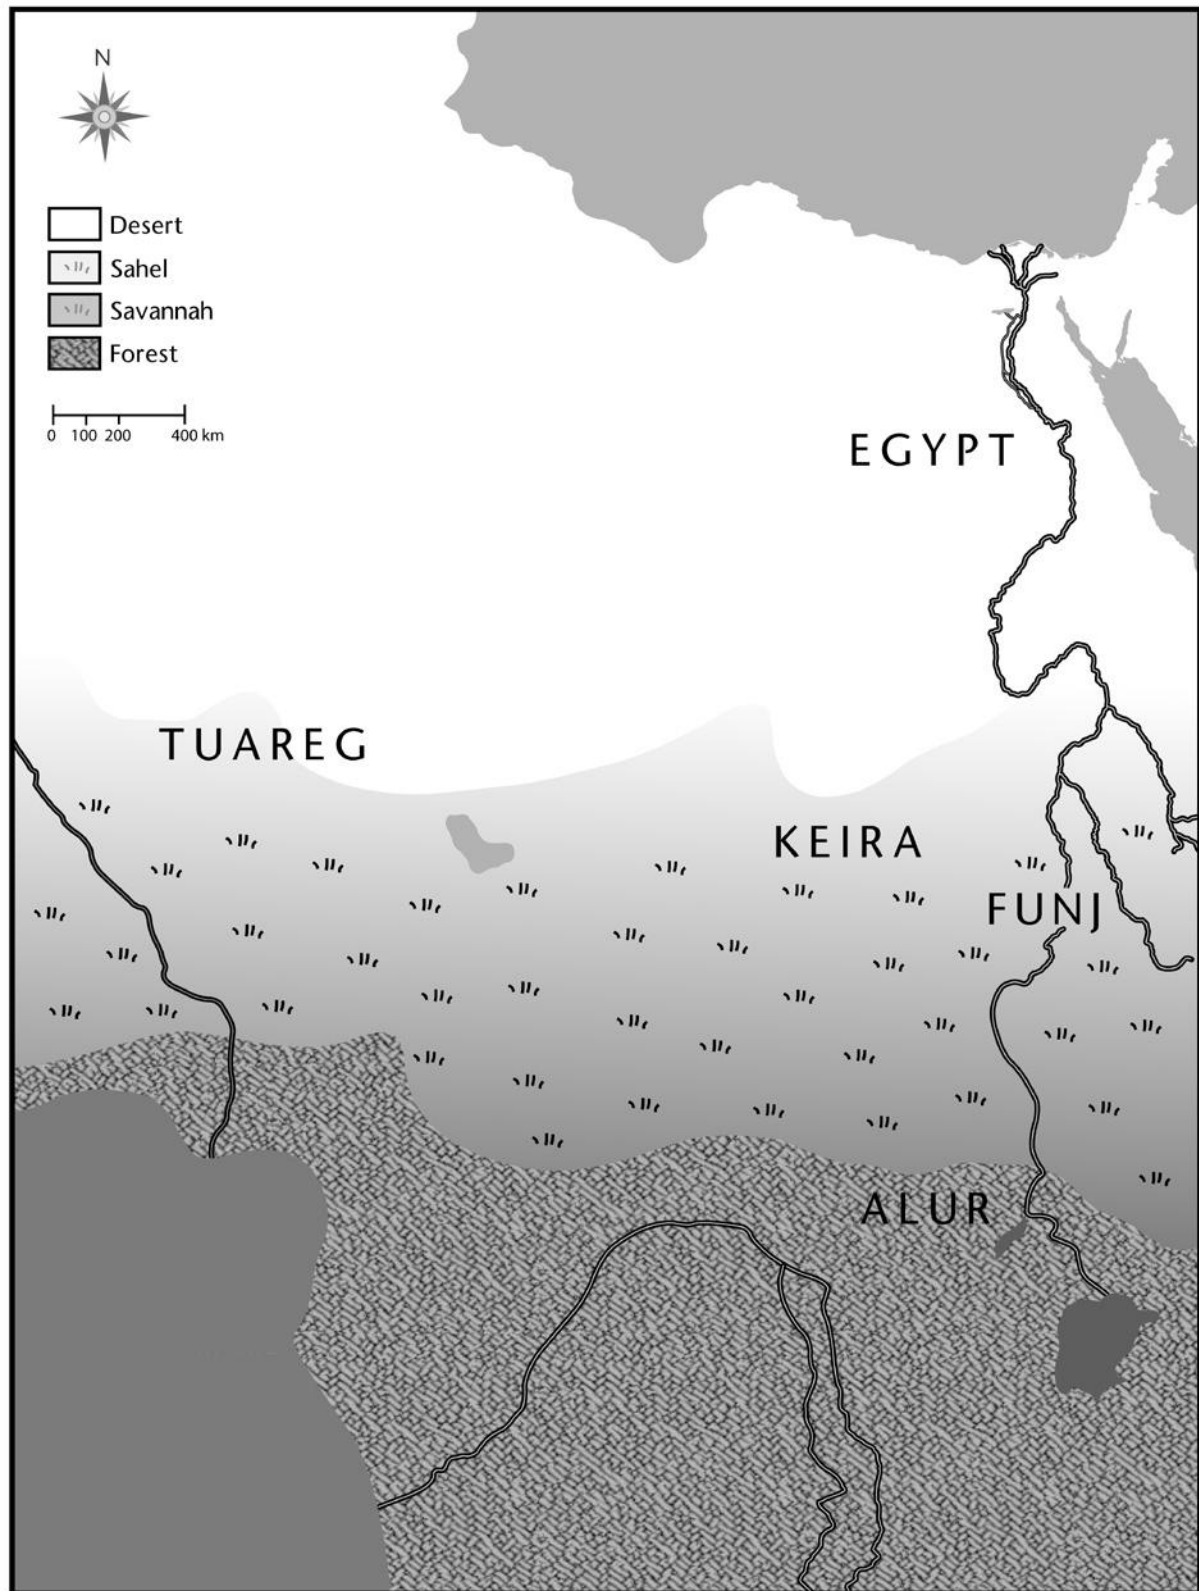 N
Desert
Sahel
Savannah
Forest
0 100 200 400 km
EGYPT
TUAREG
KEIRA
FUNJ
ALUR